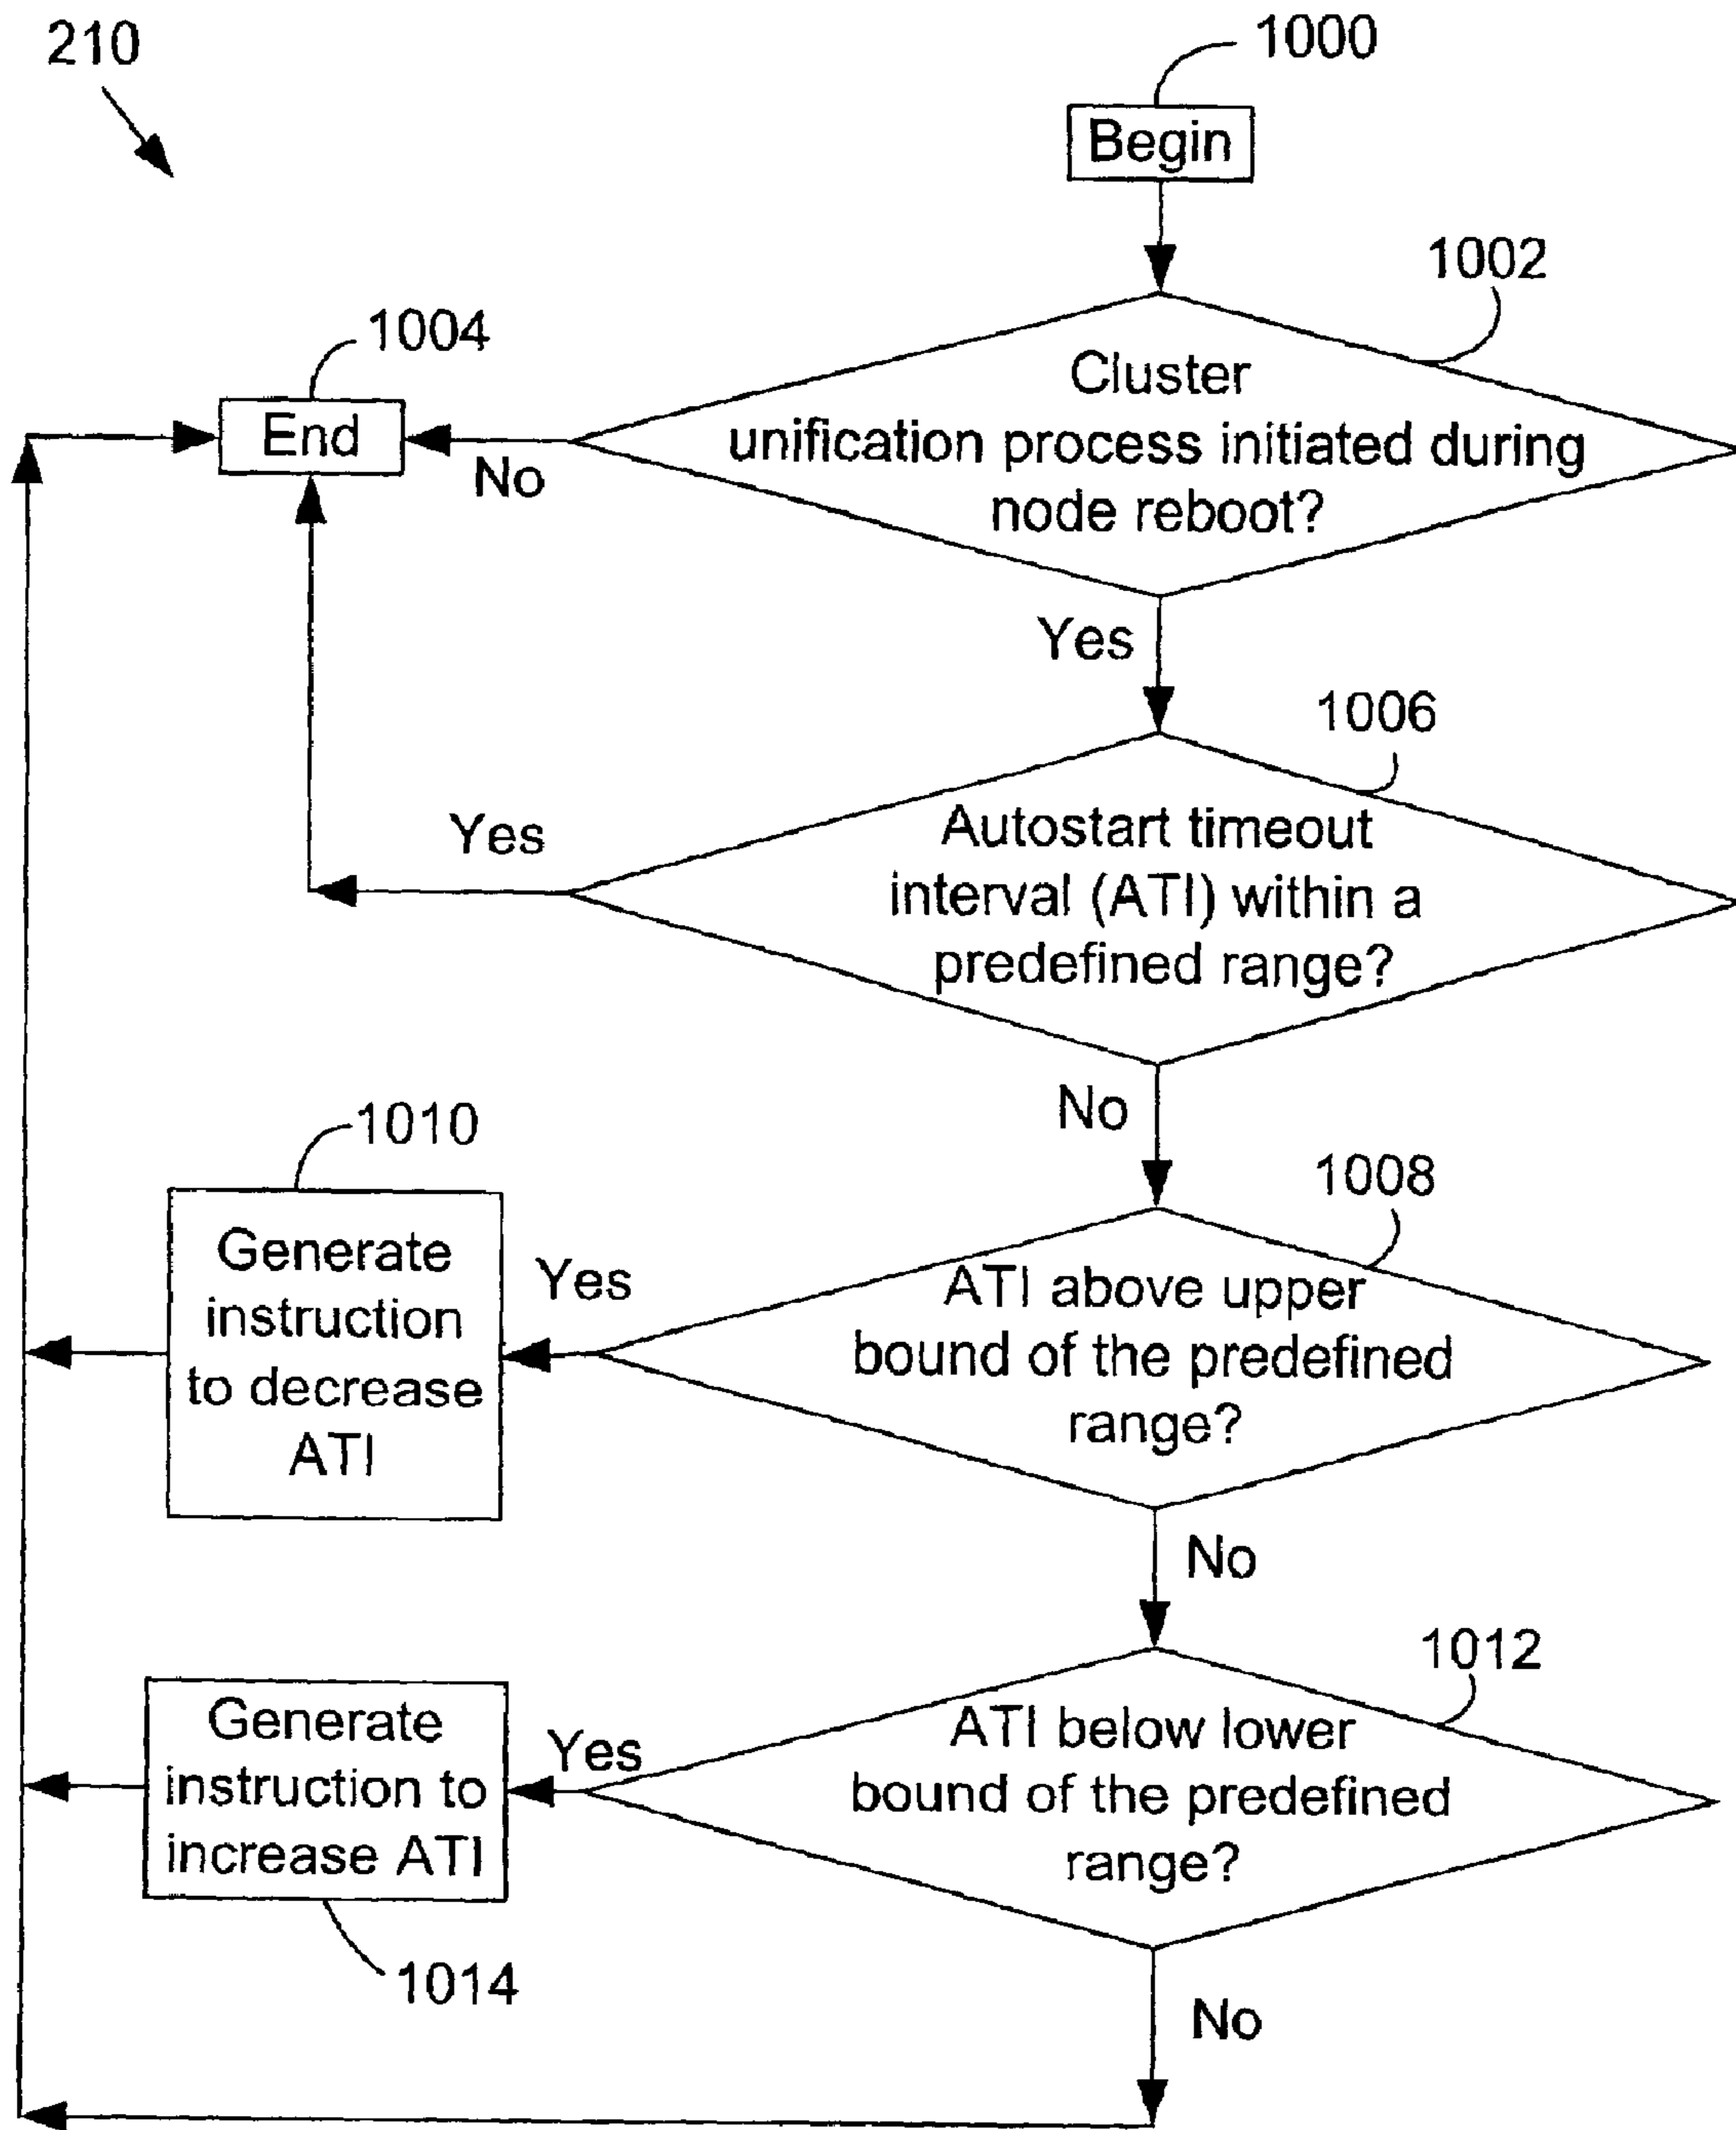 210
1000
Begin
1002
1004
Cluster
unification process initiated during
node reboot?
End
No
Yes
1006
Autostart timeout
interval (ATI) within a
predefined range?
Yes
No
1010
1008
Generate
instruction
to decrease
ATI
Yes
ATI above upper
bound of the predefined
range?
No
1012
Generate
instruction to
increase ATI
Yes
ATI below lower
bound of the predefined
range?
1014
No